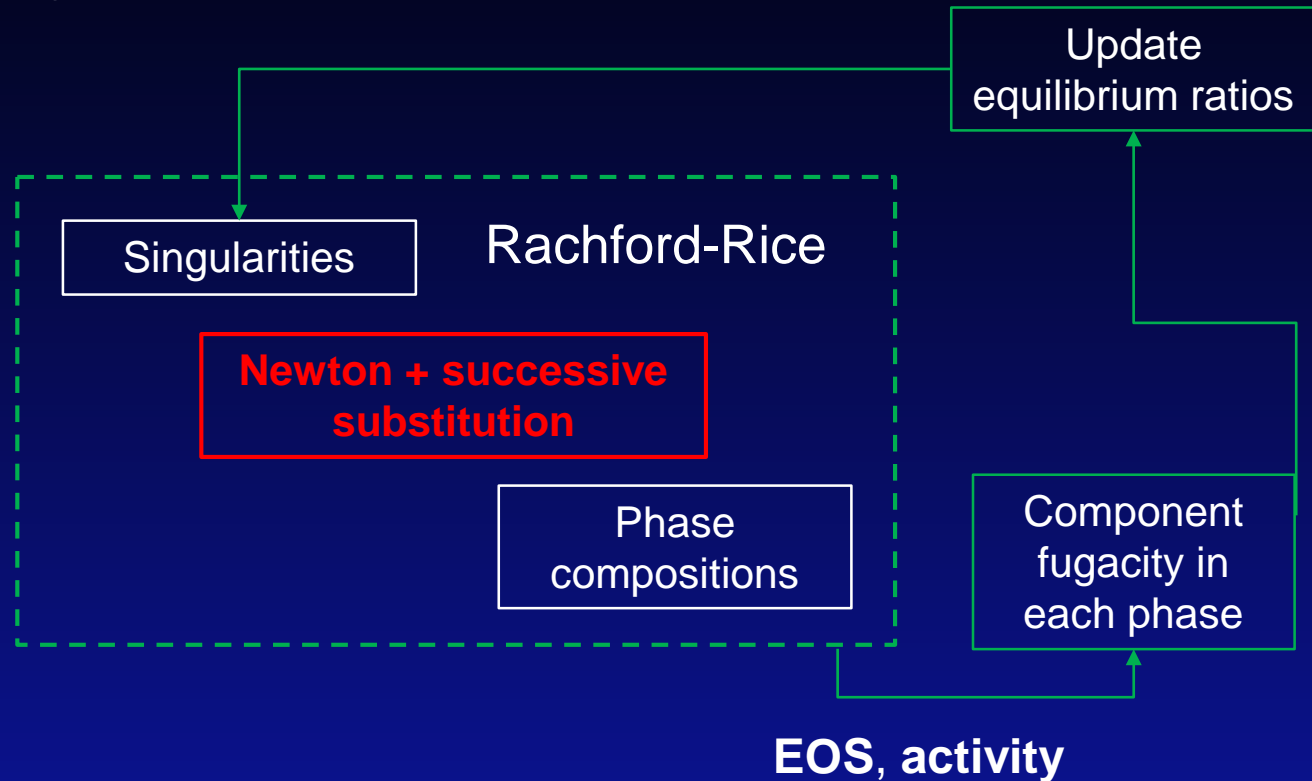 Update
equilibrium ratios
Singularities
Rachford-Rice
Newton + successive
substitution
Phase
compositions
Component
fugacity in
each phase
EOS, activity